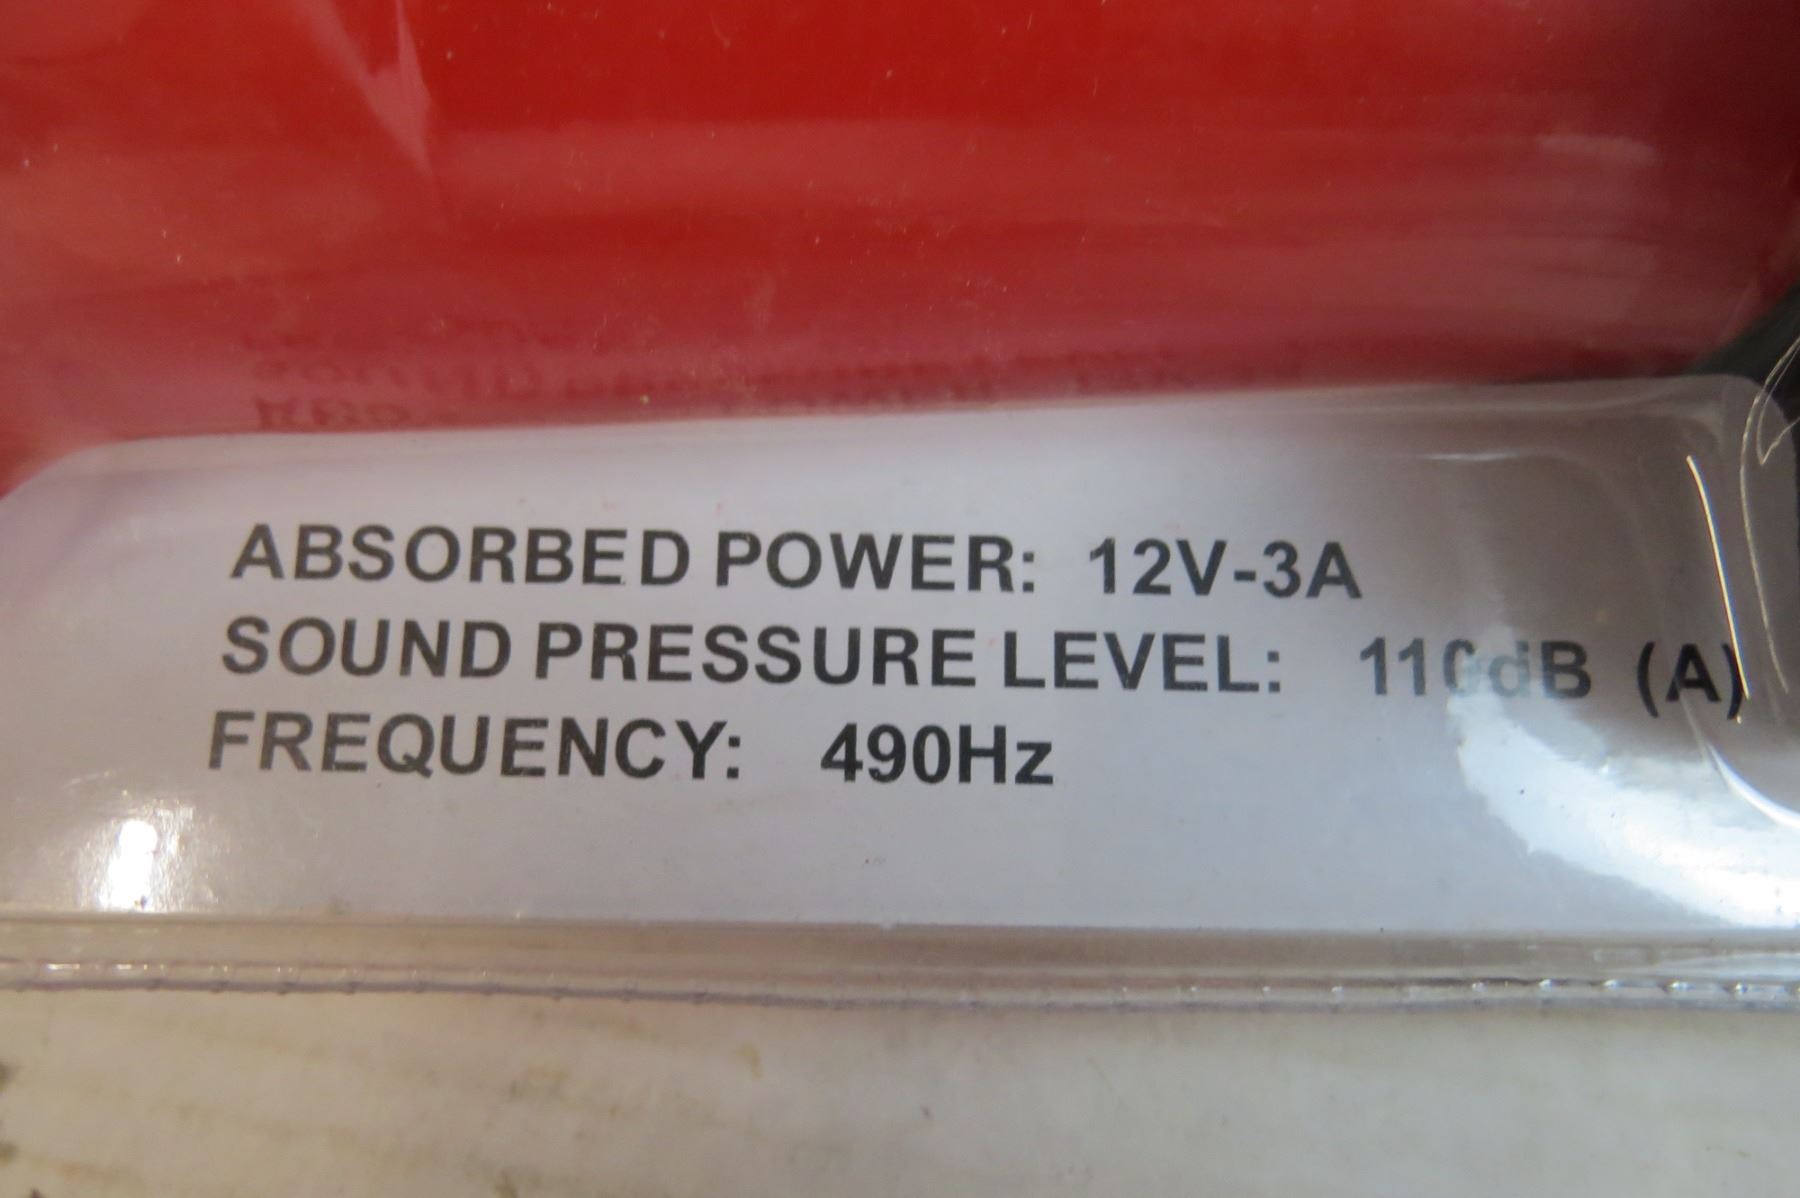 ABSORBED POWER: 12V-3A
SOUND PRESSURE LEVEL: 110dB (A)
FREQUENCY: 490Hz